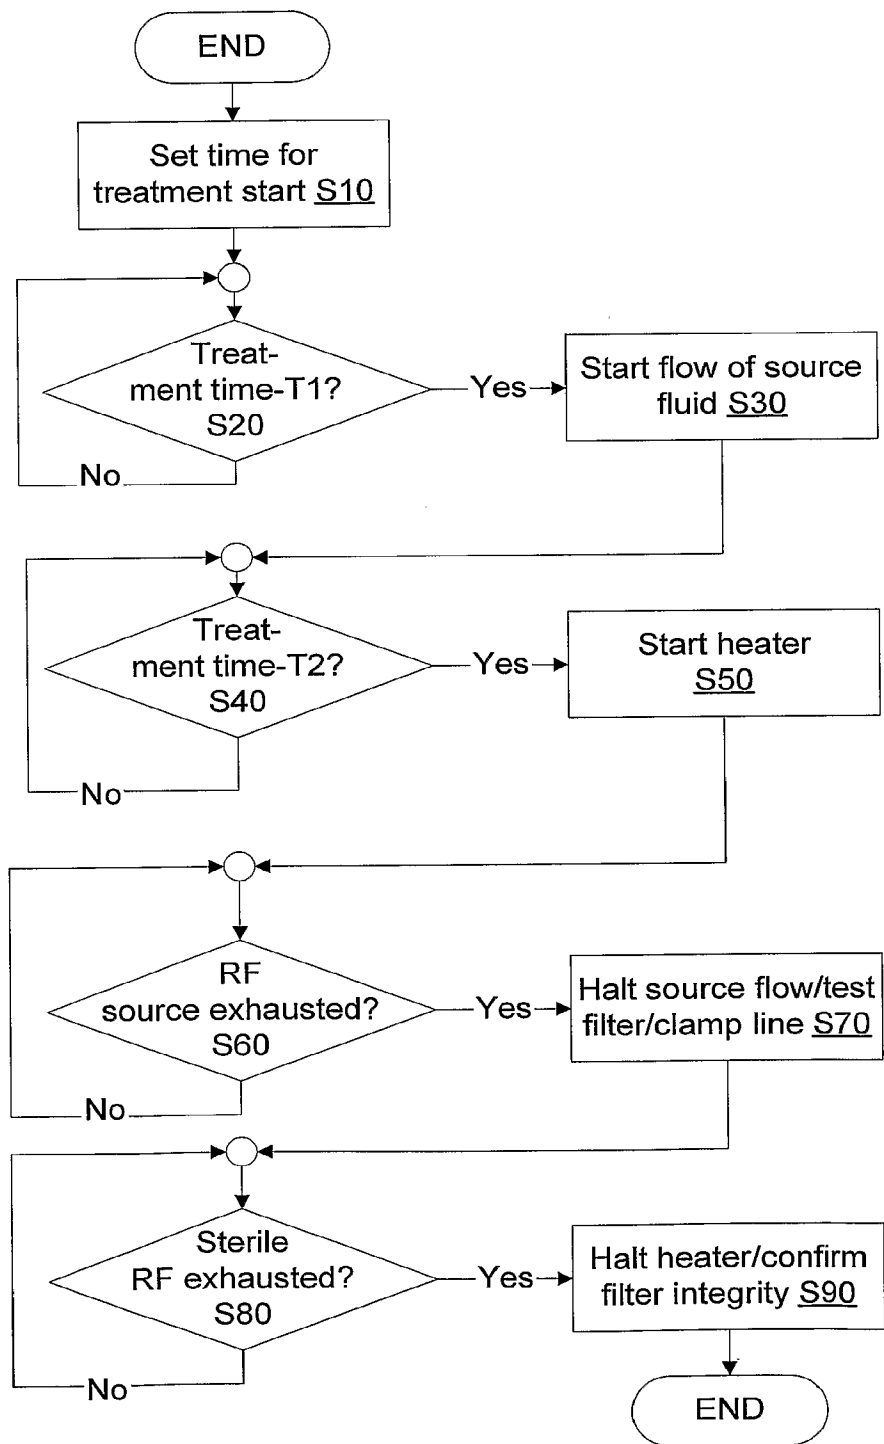 END
Set time for
treatment start S10
Treat-
ment time-T1?
S20
Yes
Start flow of source
fluid S30
No
Treat-
ment time-T2?
S40
Yes
Start heater
S50
No
RF
source exhausted?
S60
Yes
Halt source flow/test
filter/clamp line S70
No
Sterile
RF exhausted?
S80
Yes
Halt heater/confirm
filter integrity S90
No
END